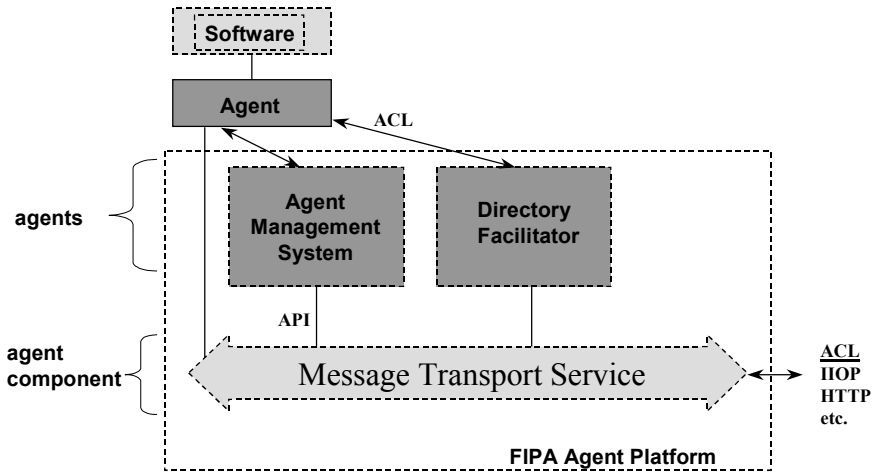 Software
Agent
ACL
agents
Agent
Management
System
Directory
Facilitator
API
agent
component
Message Transport Service
ACL
IIOP
HTTP
etc.
FIPA Agent Platform